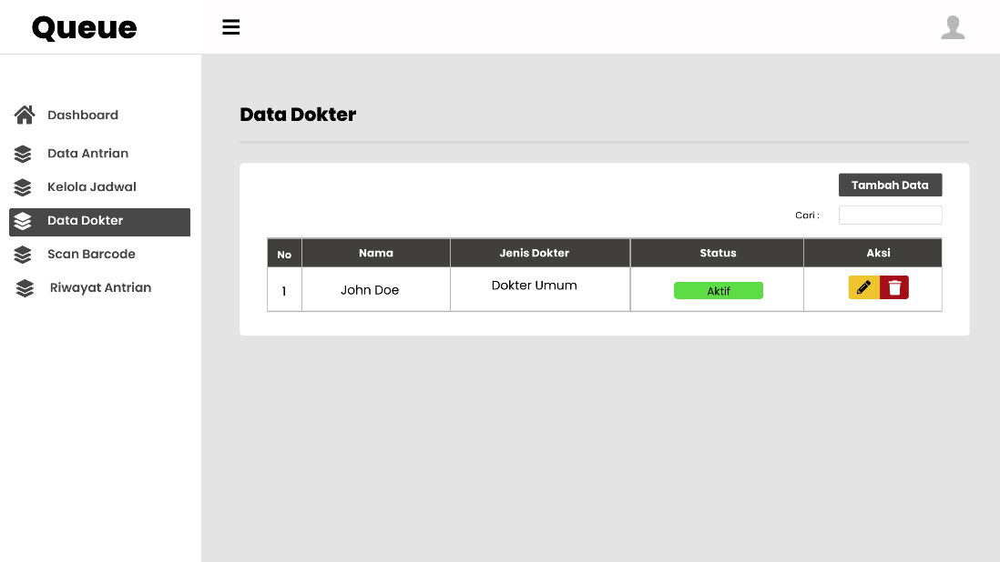 Queue
Dashboard
Data Antrian
Kelola Jadwal
Data Dokter
Scan Barcode
Riwayat Antrian
Data Dokter
Tambah Data
Cari :
No Nama Jenis Dokter Status Aksi
1 John Doe Dokter Umum Aktif